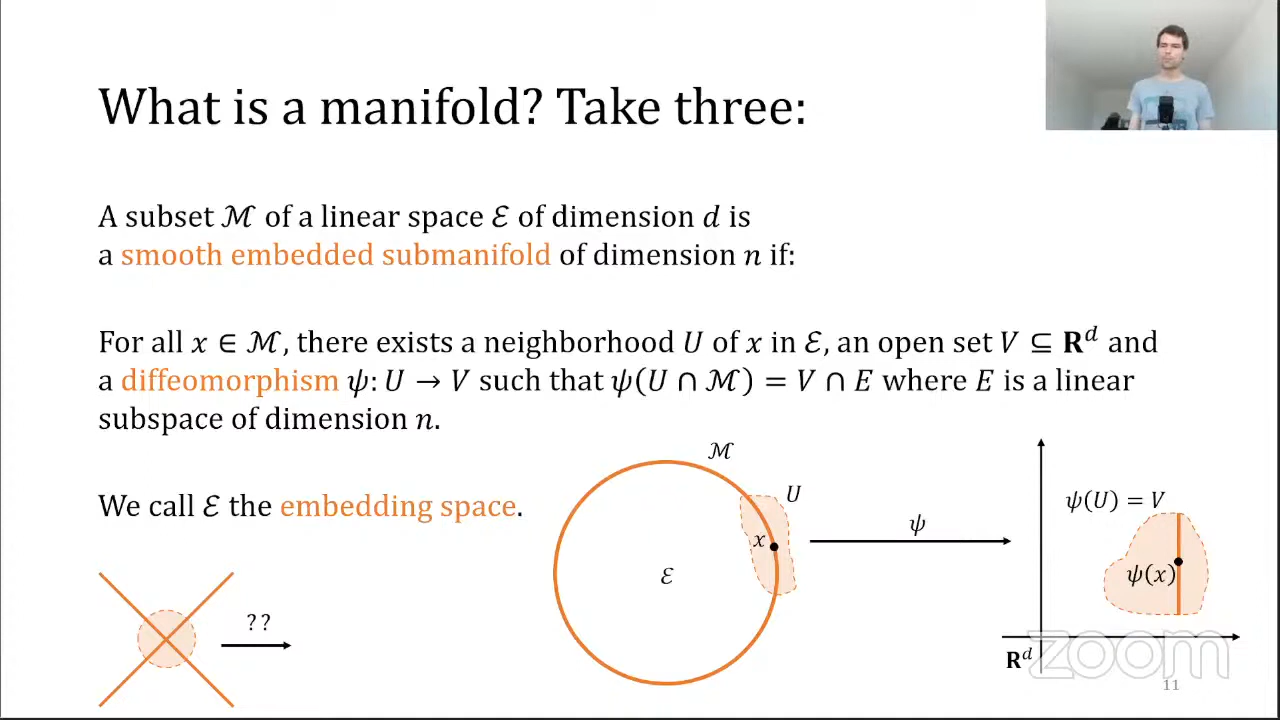 What is a manifold? Take three:
A subset ℳ of a linear space ℰ of dimension d is
a smooth embedded submanifold of dimension n if:
For all x ∈ ℳ, there exists a neighborhood U of x in ℰ, an open set V ⊆ 𝐑ᵈ and
a diffeomorphism ψ: U → V such that ψ(U ∩ ℳ) = V ∩ E where E is a linear
subspace of dimension n.
We call ℰ the embedding space.
ℳ
U
x
ℰ
ψ
ψ(U) = V
ψ(x)
𝐑ᵈ
??
zoom
11